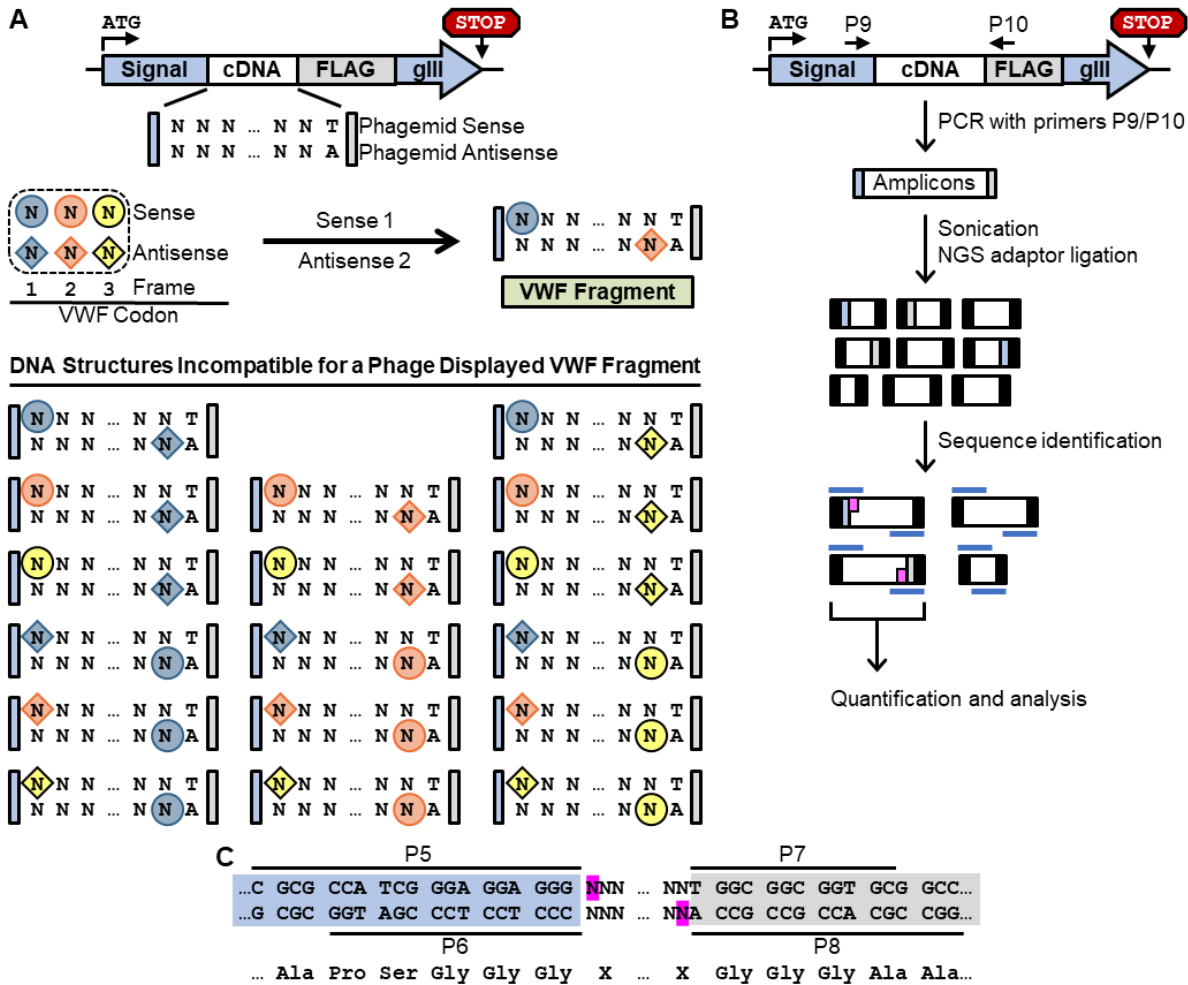 A
ATG
STOP
Signal cDNA FLAG gIII
N N N … N N T Phagemid Sense
N N N … N N A Phagemid Antisense
N N N Sense
N N N Antisense
1 2 3 Frame
VWF Codon
Sense 1
Antisense 2
N N N … N N T
N N N … N N A
VWF Fragment
DNA Structures Incompatible for a Phage Displayed VWF Fragment
N N N … N N T N N N … N N T
N N N … N N A N N N … N N A
N N N … N N T N N N … N N T N N N … N N T
N N N … N N A N N N … N N A N N N … N N A
N N N … N N T N N N … N N T N N N … N N T
N N N … N N A N N N … N N A N N N … N N A
N N N … N N T N N N … N N T N N N … N N T
N N N … N N A N N N … N N A N N N … N N A
N N N … N N T N N N … N N T N N N … N N T
N N N … N N A N N N … N N A N N N … N N A
N N N … N N T N N N … N N T N N N … N N T
N N N … N N A N N N … N N A N N N … N N A
B
ATG P9 P10 STOP
Signal cDNA FLAG gIII
PCR with primers P9/P10
Amplicons
Sonication
NGS adaptor ligation
Sequence identification
Quantification and analysis
C
P5 P7
…C GCG CCA TCG GGA GGA GGG NNN … NNT GGC GGC GGT GCG GCC…
…G CGC GGT AGC CCT CCT CCC NNN … NNA CCG CCG CCA CGC CGG…
P6 P8
… Ala Pro Ser Gly Gly Gly X … X Gly Gly Gly Ala Ala…